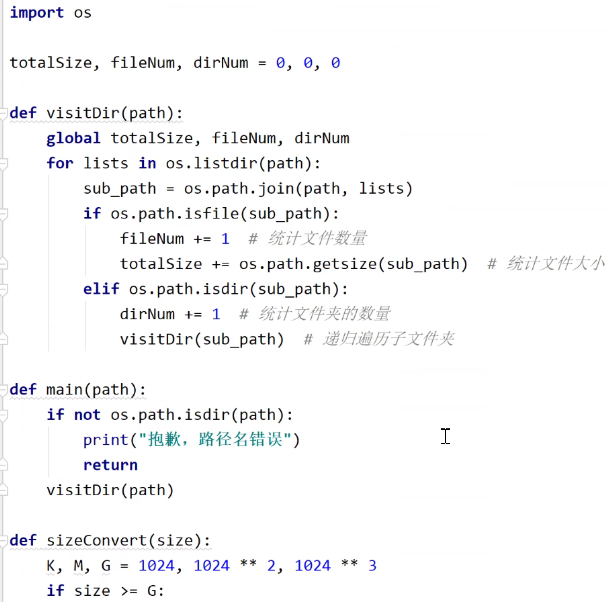 import os
totalSize, fileNum, dirNum = 0, 0, 0
def visitDir(path):
    global totalSize, fileNum, dirNum
    for lists in os.listdir(path):
        sub_path = os.path.join(path, lists)
        if os.path.isfile(sub_path):
            fileNum += 1  # 统计文件数量
            totalSize += os.path.getsize(sub_path)  # 统计文件大小
        elif os.path.isdir(sub_path):
            dirNum += 1  # 统计文件夹的数量
            visitDir(sub_path)  # 递归遍历子文件夹
def main(path):
    if not os.path.isdir(path):
        print("抱歉，路径名错误")
        return
    visitDir(path)
def sizeConvert(size):
    K, M, G = 1024, 1024 ** 2, 1024 ** 3
    if size >= G: